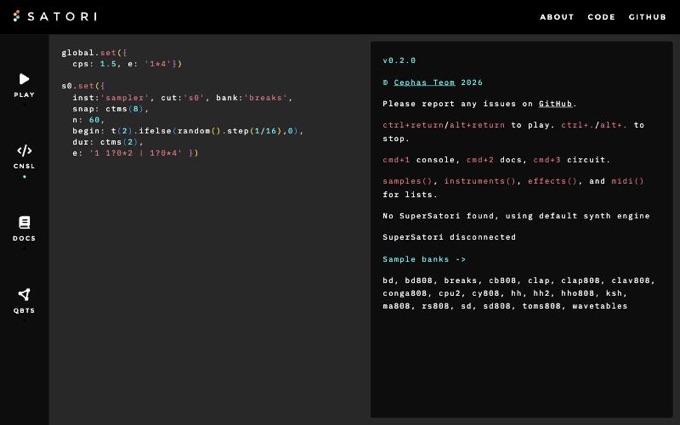 SATORI
ABOUT CODE GITHUB
PLAY
CNSL
DOCS
QBTS
global.set({
cps: 1.5, e: '1*4'})
s0.set({
inst:'sampler', cut:'s0', bank:'breaks',
snap: ctms(8),
n: 60,
begin: t(2).ifelse(random().step(1/16),0),
dur: ctms(2),
e: '1 1?0*2 | 1?0*4' })
v0.2.0
© Cephas Teom 2026
Please report any issues on GitHub.
ctrl+return/alt+return to play. ctrl+./alt+. to
stop.
cmd+1 console, cmd+2 docs, cmd+3 circuit.
samples(), instruments(), effects(), and midi()
for lists.
No SuperSatori found, using default synth engine
SuperSatori disconnected
Sample banks ->
bd, bd808, breaks, cb808, clap, clap808, clav808,
conga808, cpu2, cy808, hh, hh2, hho808, ksh,
ma808, rs808, sd, sd808, toms808, wavetables